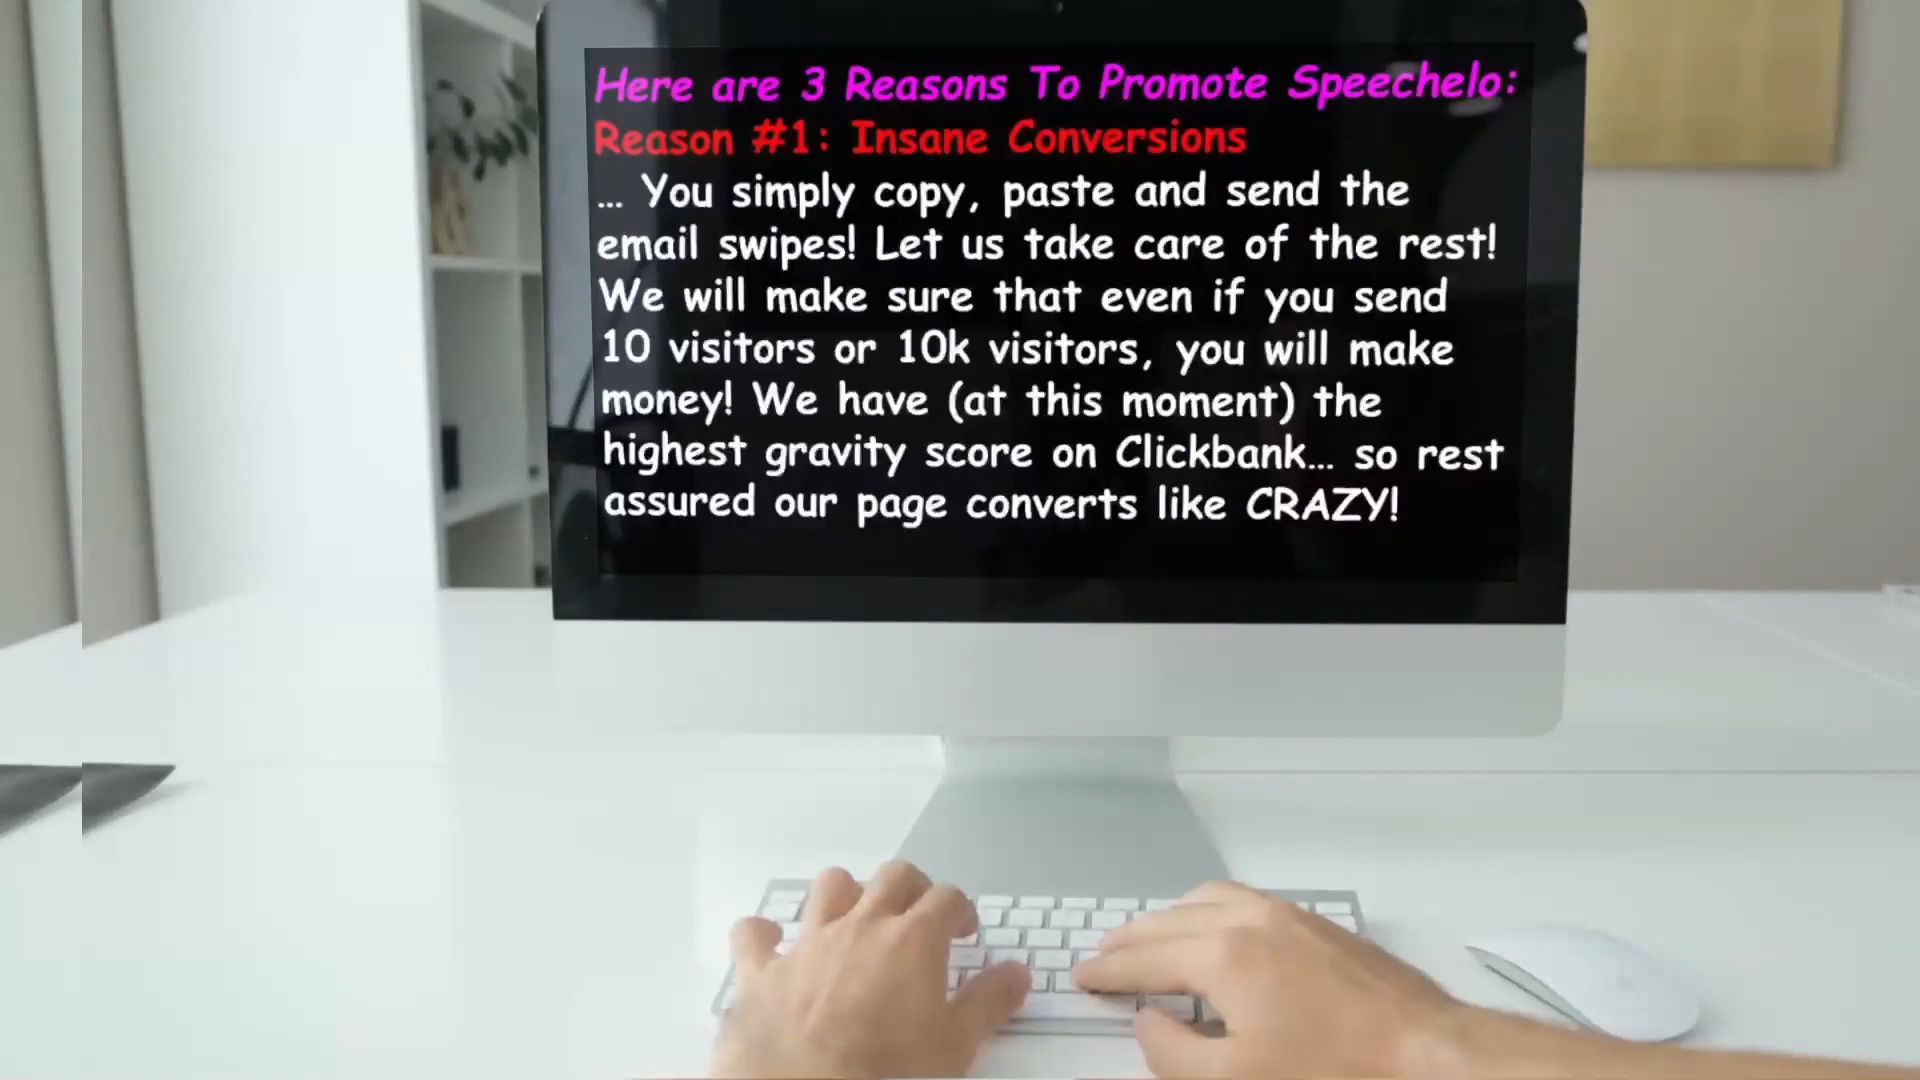 Here are 3 Reasons To Promote Speechelo:
Reason #1: Insane Conversions
... You simply copy, paste and send the
email swipes! Let us take care of the rest!
We will make sure that even if you send
10 visitors or 10k visitors, you will make
money! We have (at this moment) the
highest gravity score on Clickbank... so rest
assured our page converts like CRAZY!